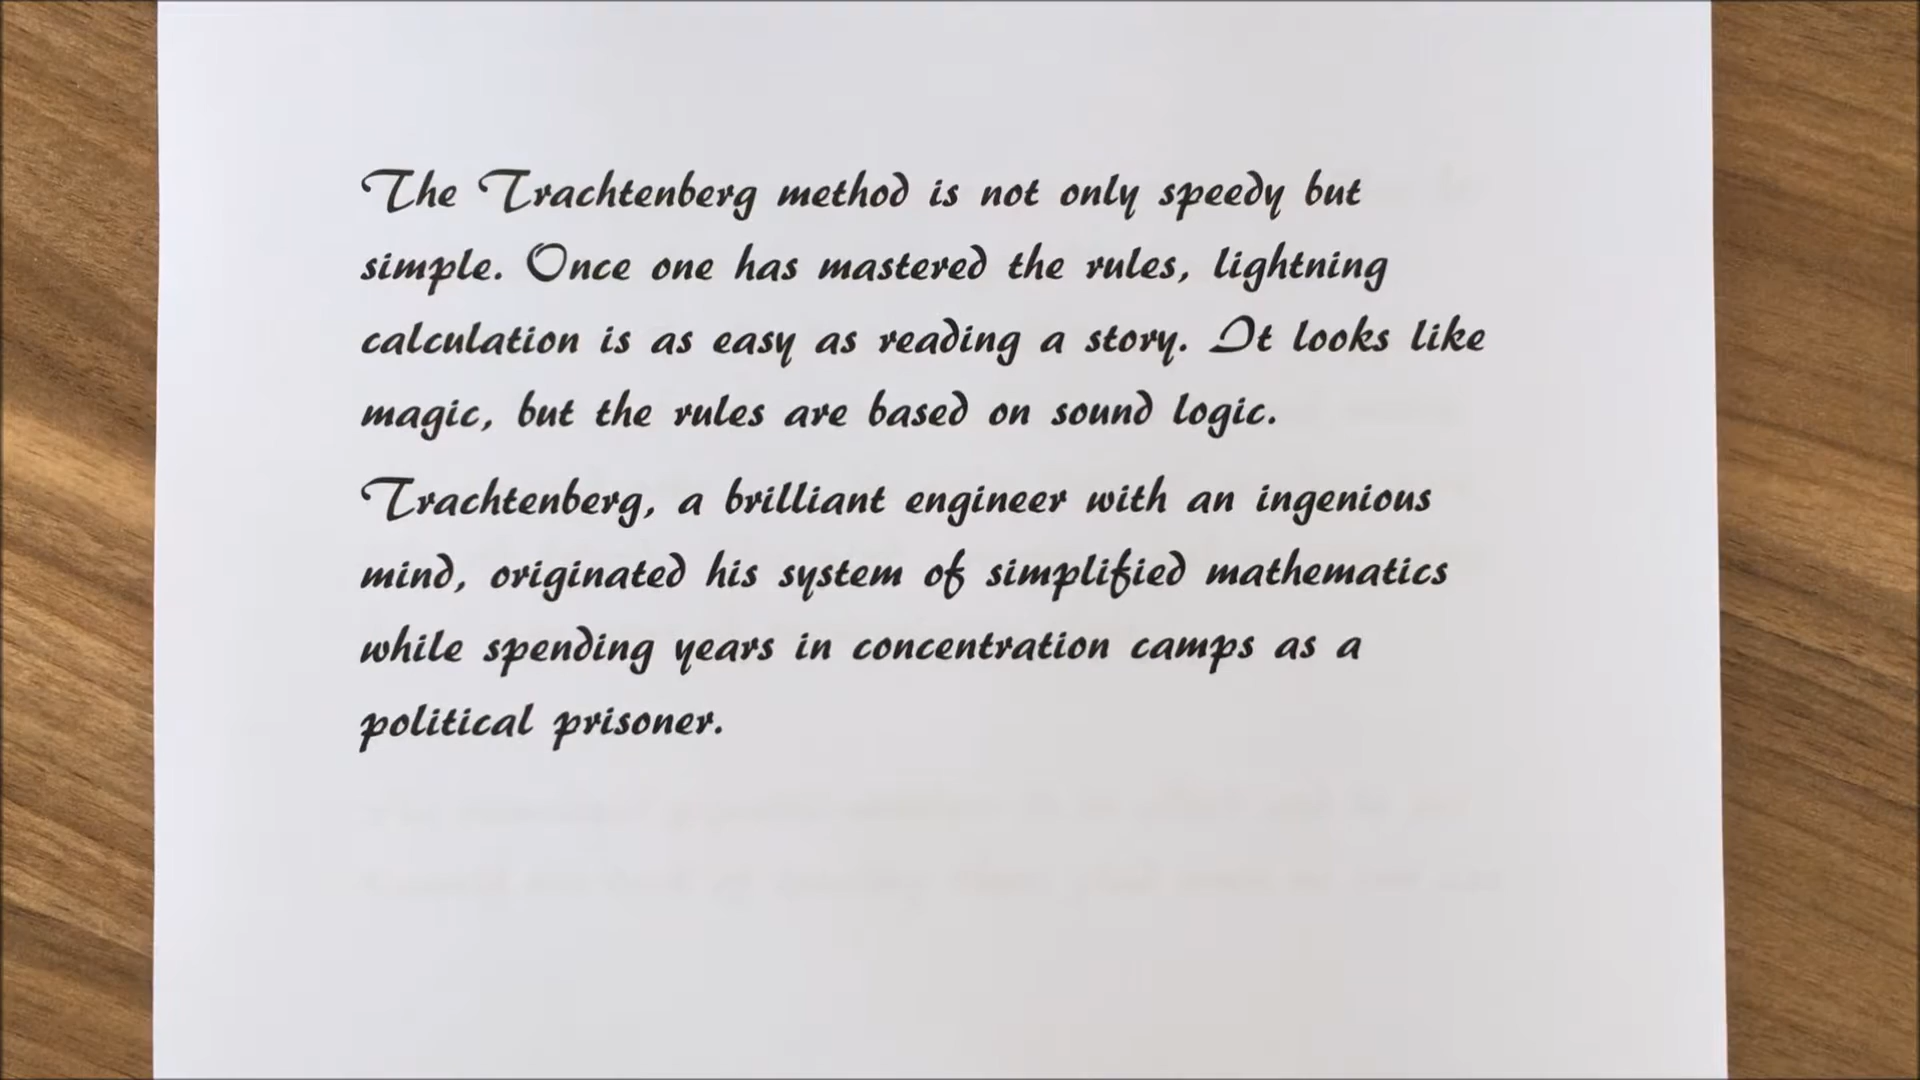 The Trachtenberg method is not only speedy but
simple. Once one has mastered the rules, lightning
calculation is as easy as reading a story. It looks like
magic, but the rules are based on sound logic.
Trachtenberg, a brilliant engineer with an ingenious
mind, originated his system of simplified mathematics
while spending years in concentration camps as a
political prisoner.